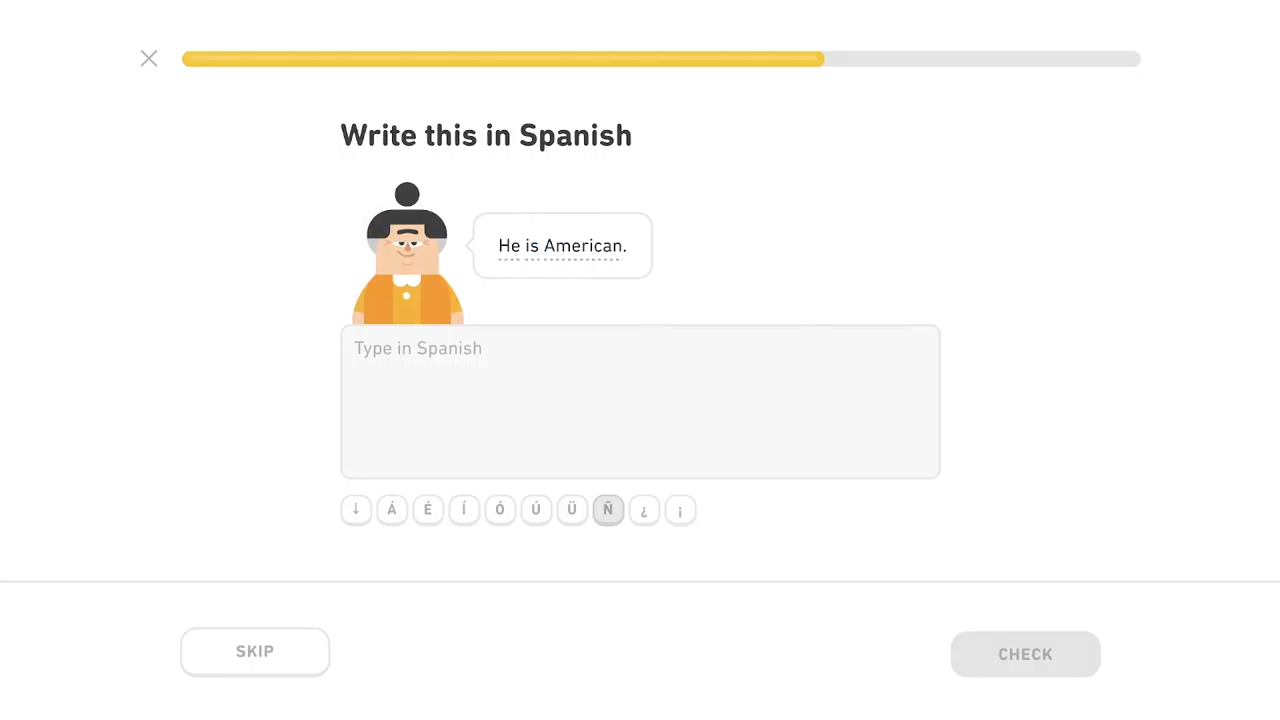 Write this in Spanish
He is American.
Type in Spanish
↓ Á É Í Ó Ú Ü Ñ ¿ ¡
SKIP
CHECK